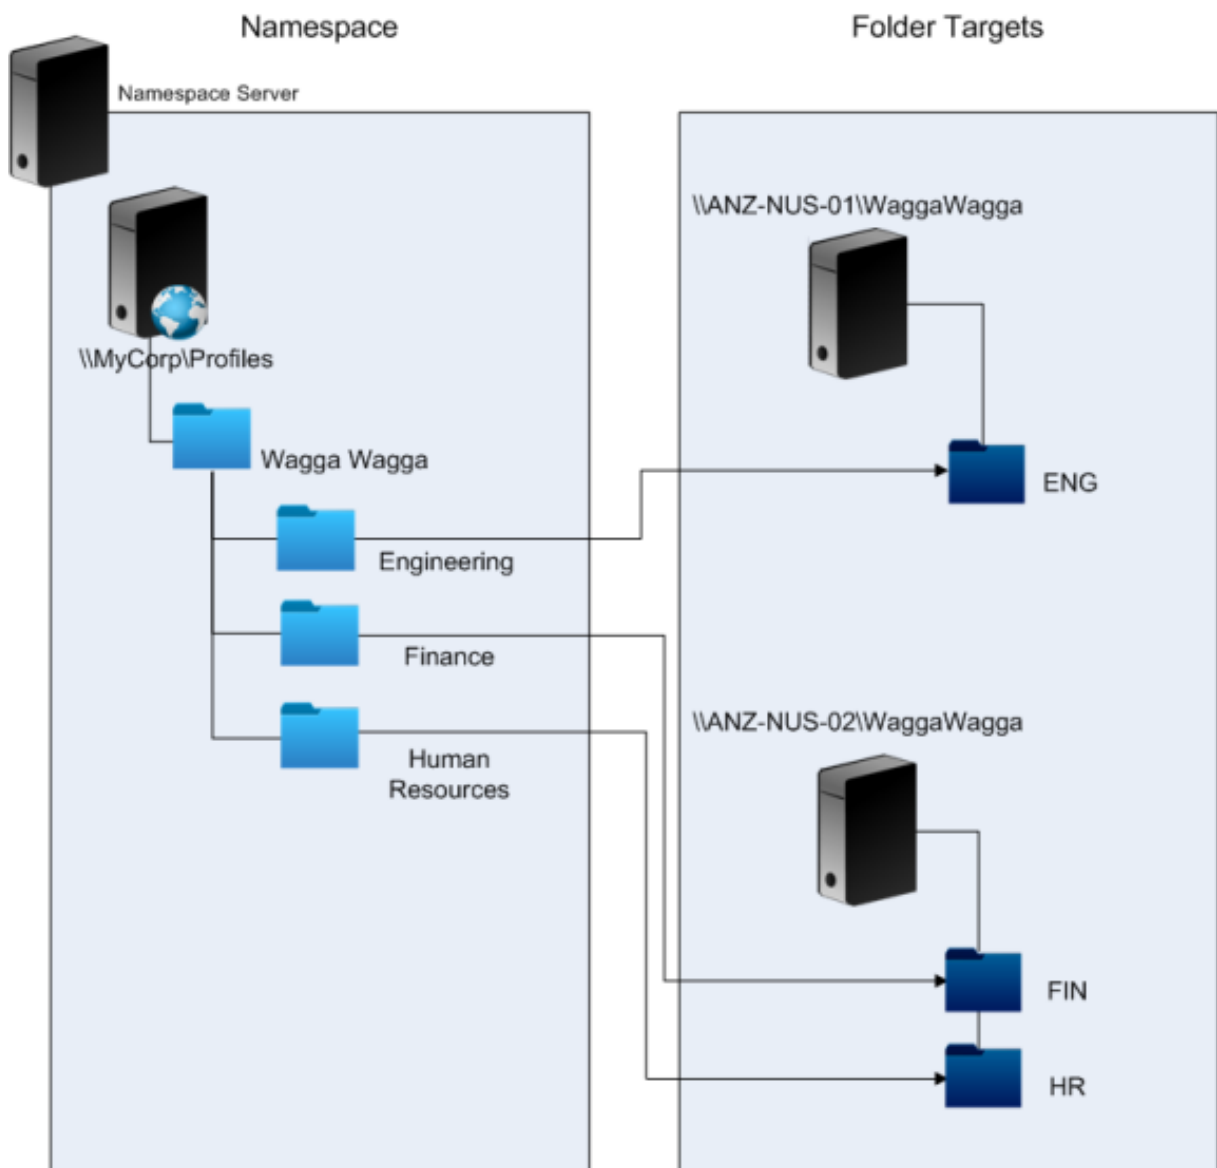 Namespace
Folder Targets
Namespace Server
\\MyCorp\Profiles
Wagga Wagga
Engineering
Finance
Human
Resources
\\ANZ-NUS-01\WaggaWagga
ENG
\\ANZ-NUS-02\WaggaWagga
FIN
HR